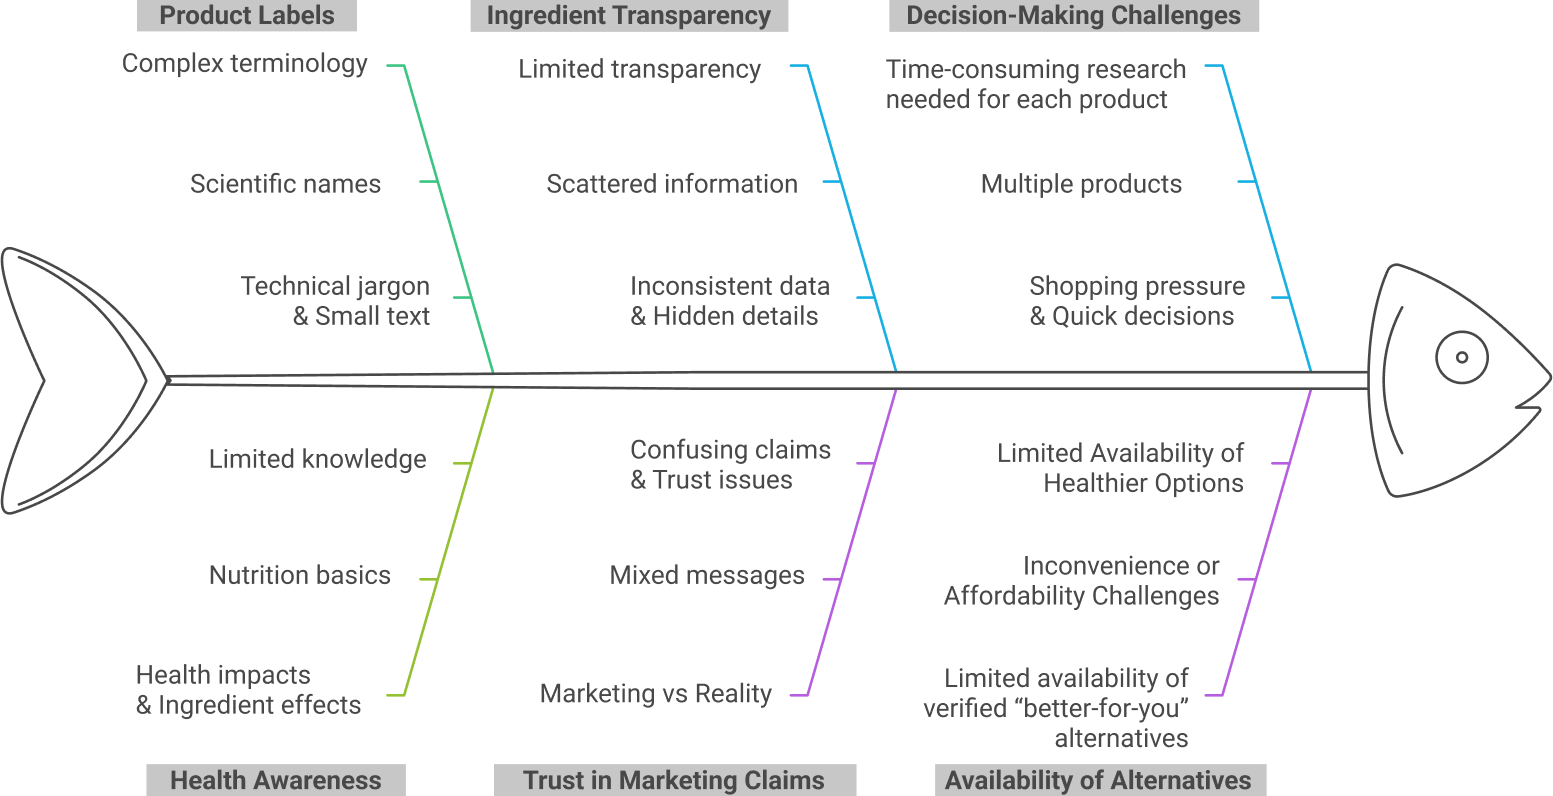 Product Labels
Ingredient Transparency
Decision-Making Challenges
Complex terminology
Scientific names
Technical jargon
& Small text
Limited transparency
Scattered information
Inconsistent data
& Hidden details
Time-consuming research
needed for each product
Multiple products
Shopping pressure
& Quick decisions
Limited knowledge
Nutrition basics
Health impacts
& Ingredient effects
Confusing claims
& Trust issues
Mixed messages
Marketing vs Reality
Limited Availability of
Healthier Options
Inconvenience or
Affordability Challenges
Limited availability of
verified “better-for-you”
alternatives
Health Awareness
Trust in Marketing Claims
Availability of Alternatives